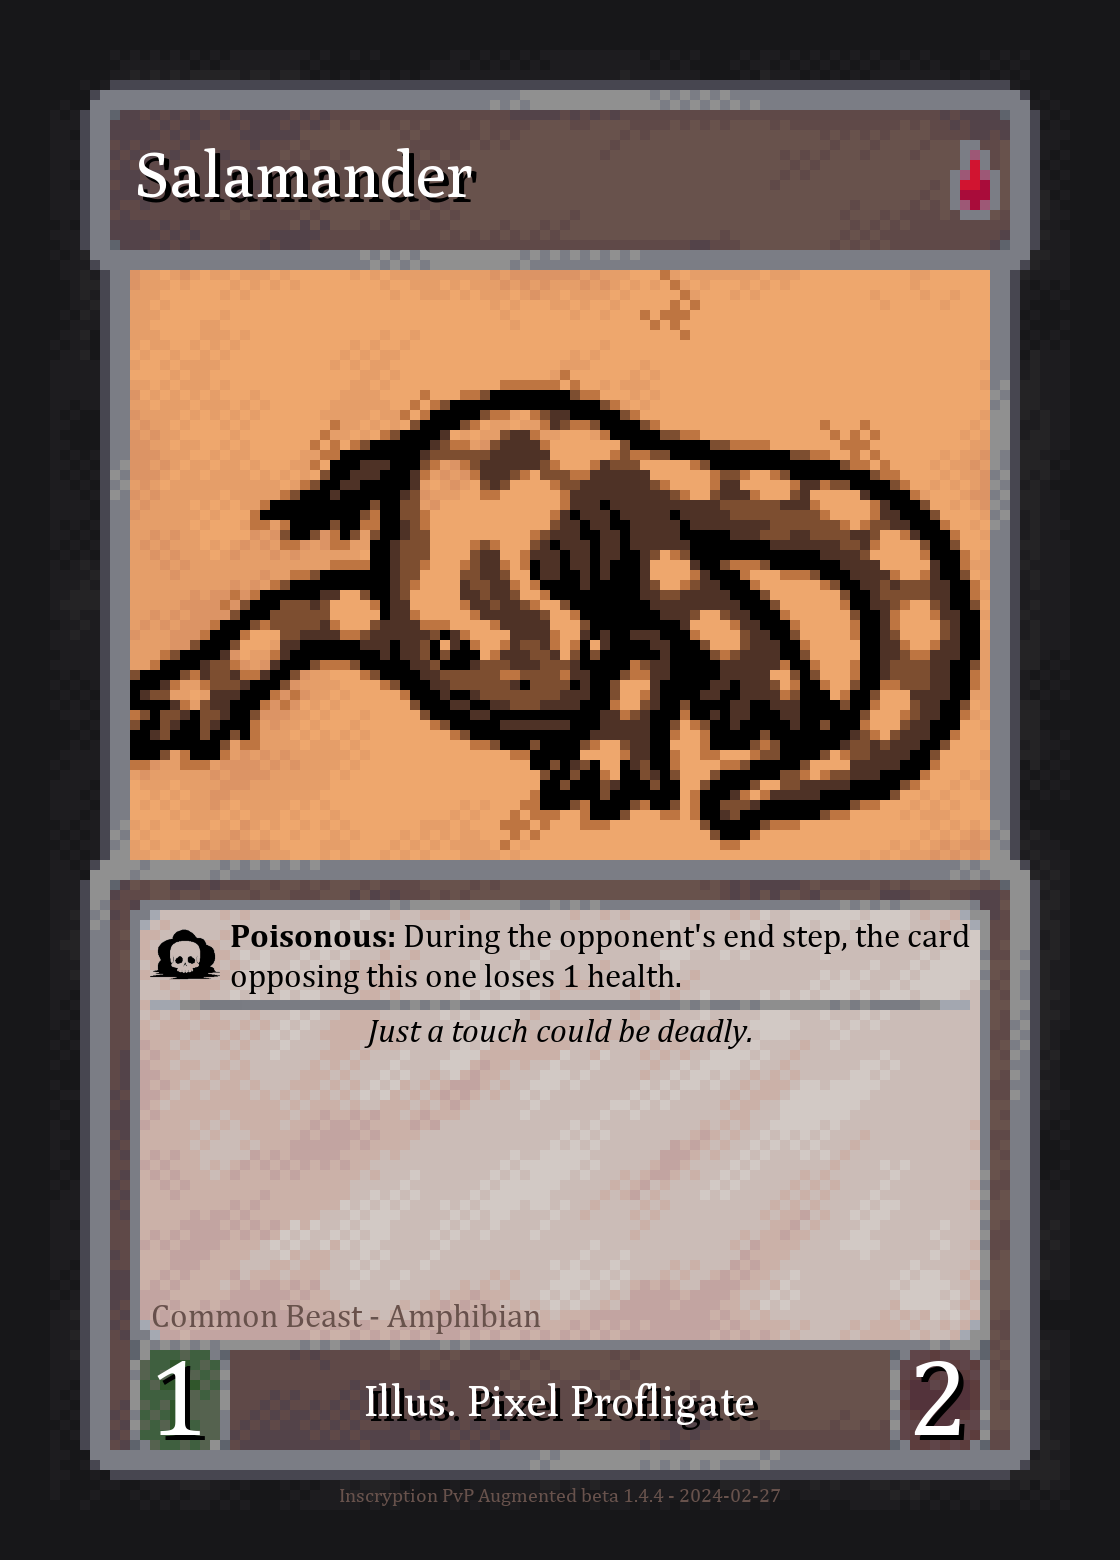 Salamander
Poisonous: During the opponent's end step, the card
opposing this one loses 1 health.
Just a touch could be deadly.
Common Beast - Amphibian
1
Illus. Pixel Profligate
2
Inscryption PvP Augmented beta 1.4.4 - 2024-02-27